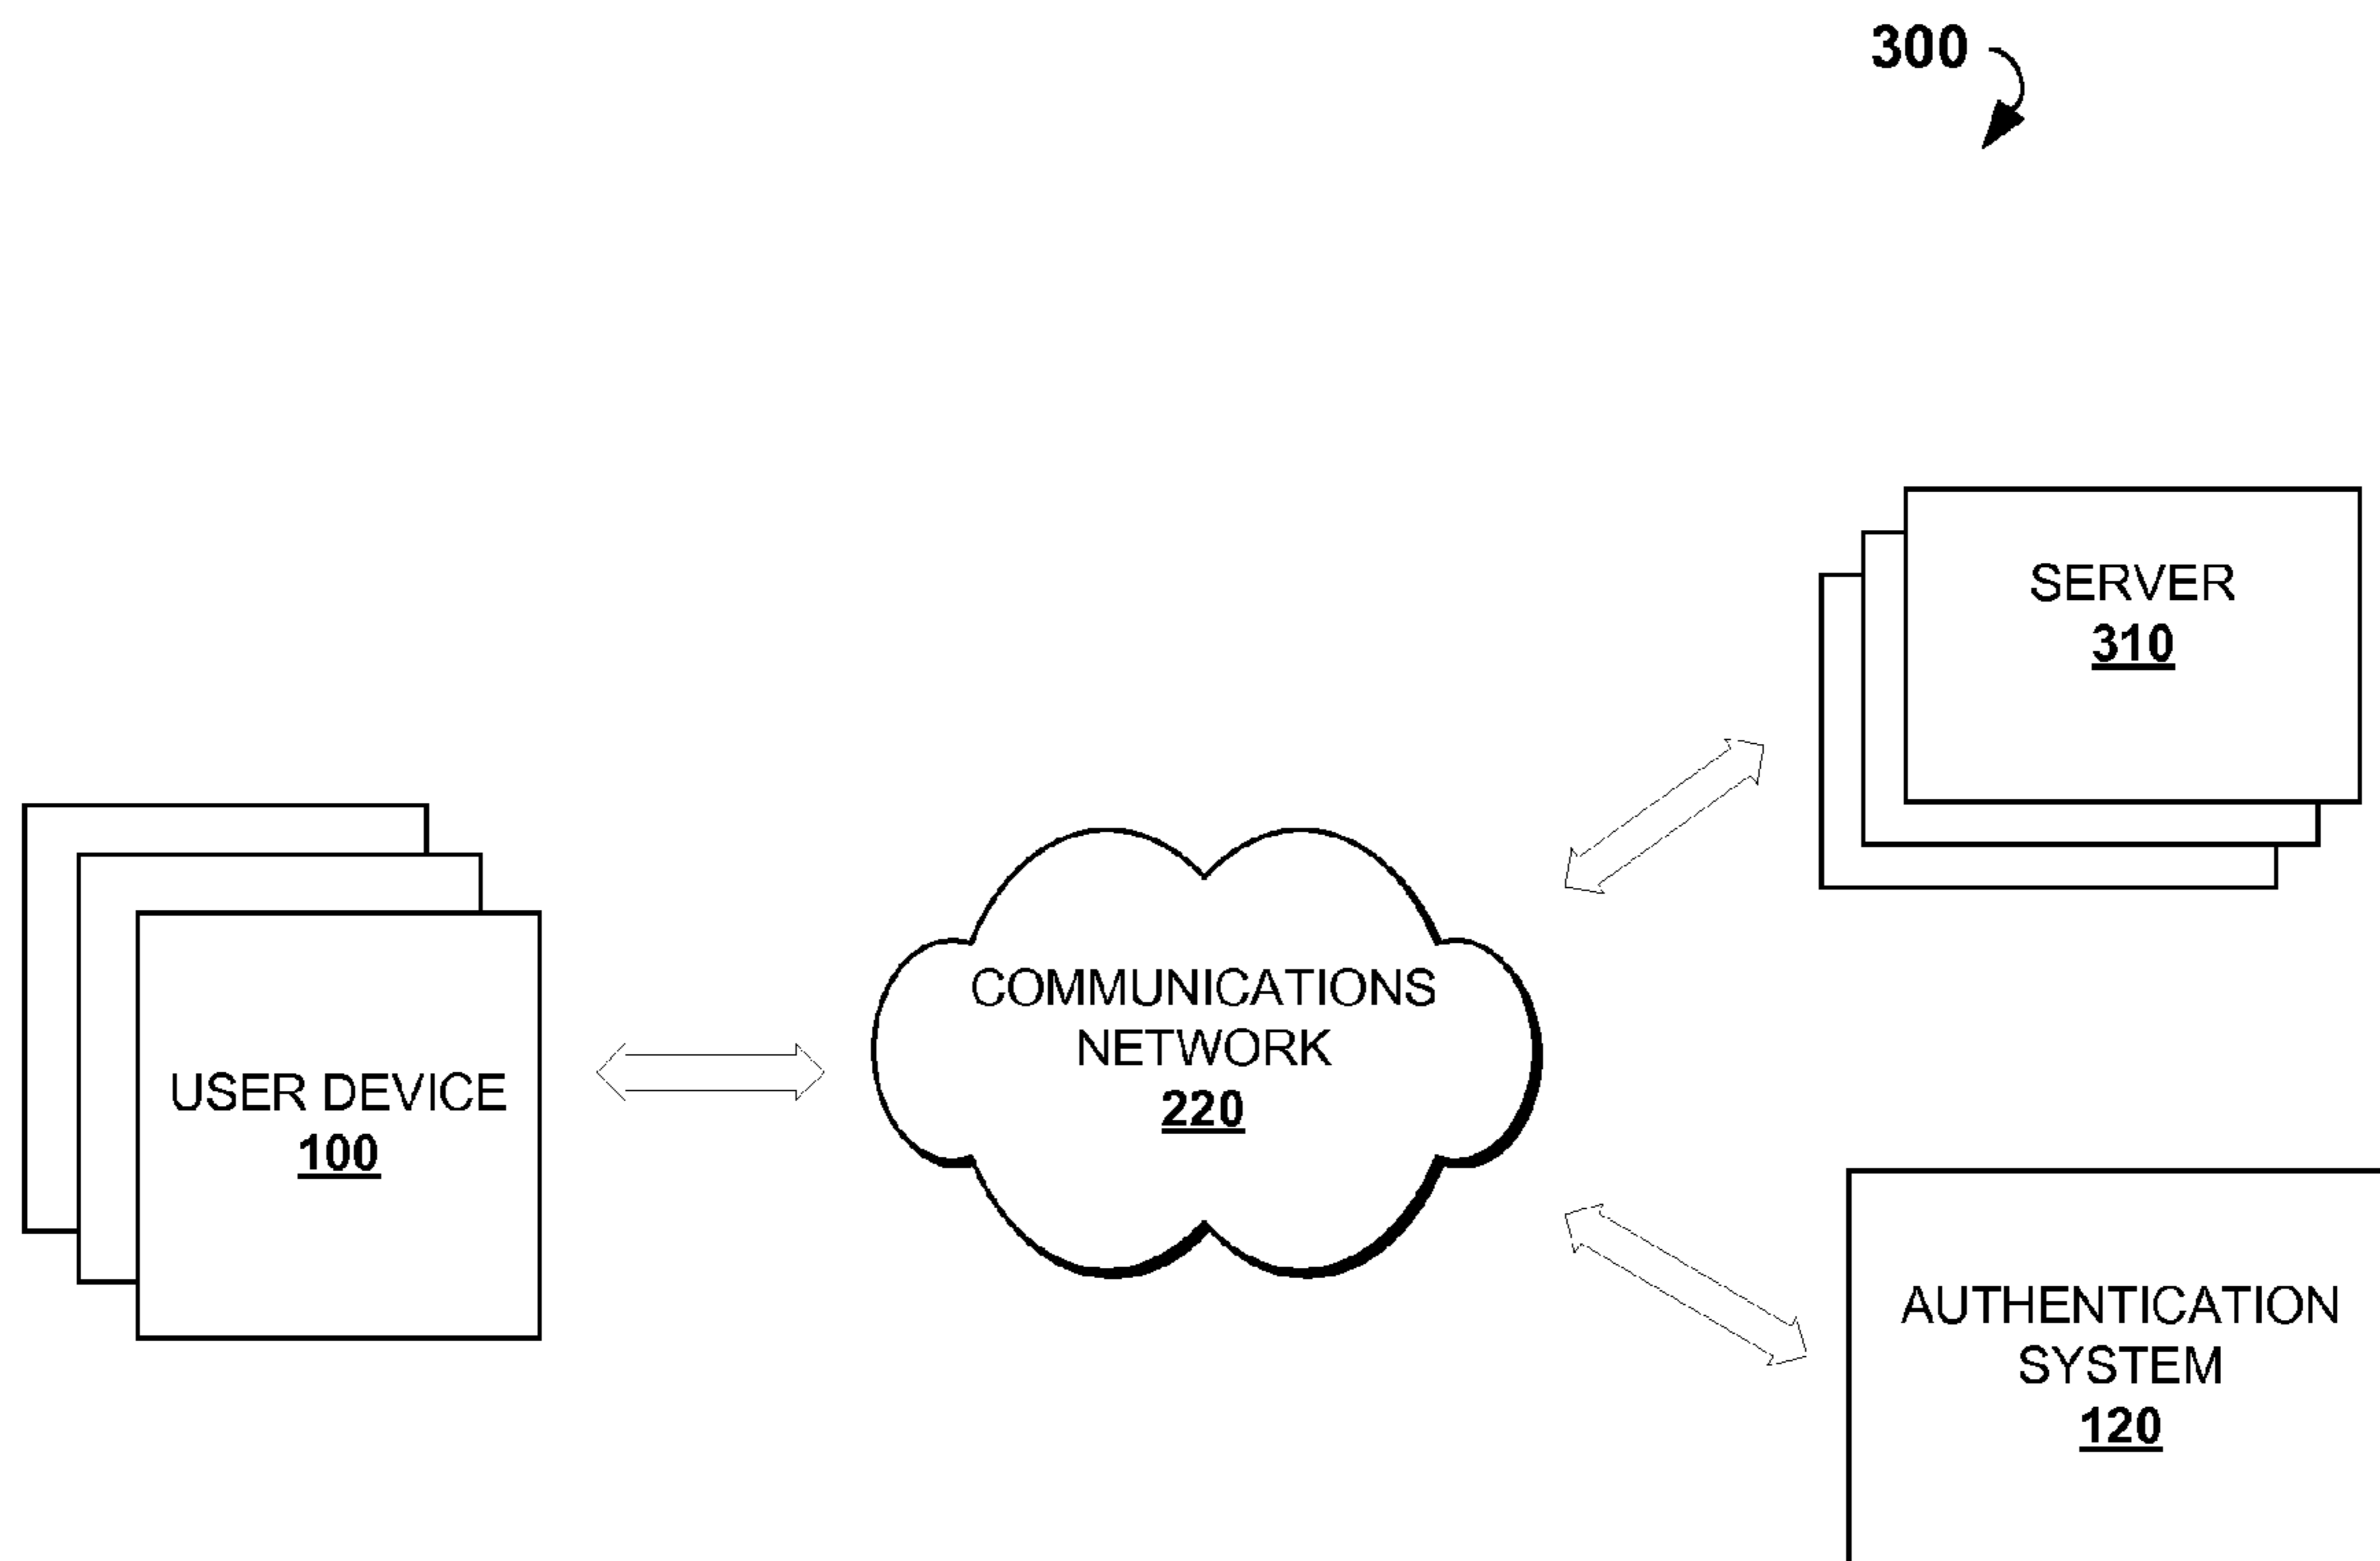 300
SERVER
310
COMMUNICATIONS
NETWORK
220
USER DEVICE
100
AUTHENTICATION
SYSTEM
120